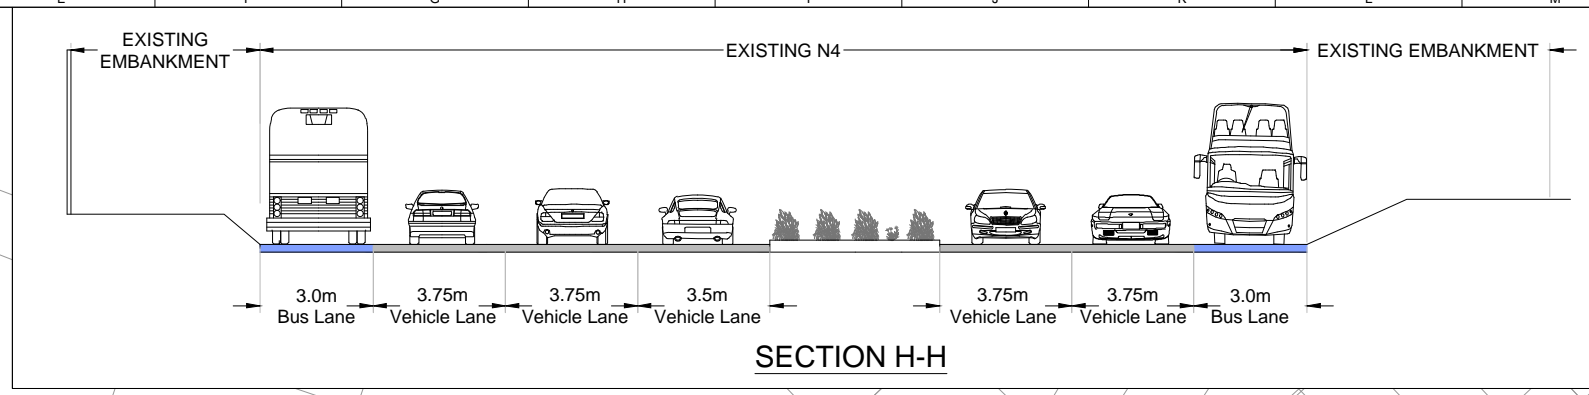 EXISTING
EMBANKMENT
EXISTING N4
EXISTING EMBANKMENT
3.0m
Bus Lane
3.75m
Vehicle Lane
3.75m
Vehicle Lane
3.5m
Vehicle Lane
3.75m
Vehicle Lane
3.75m
Vehicle Lane
3.0m
Bus Lane
SECTION H-H